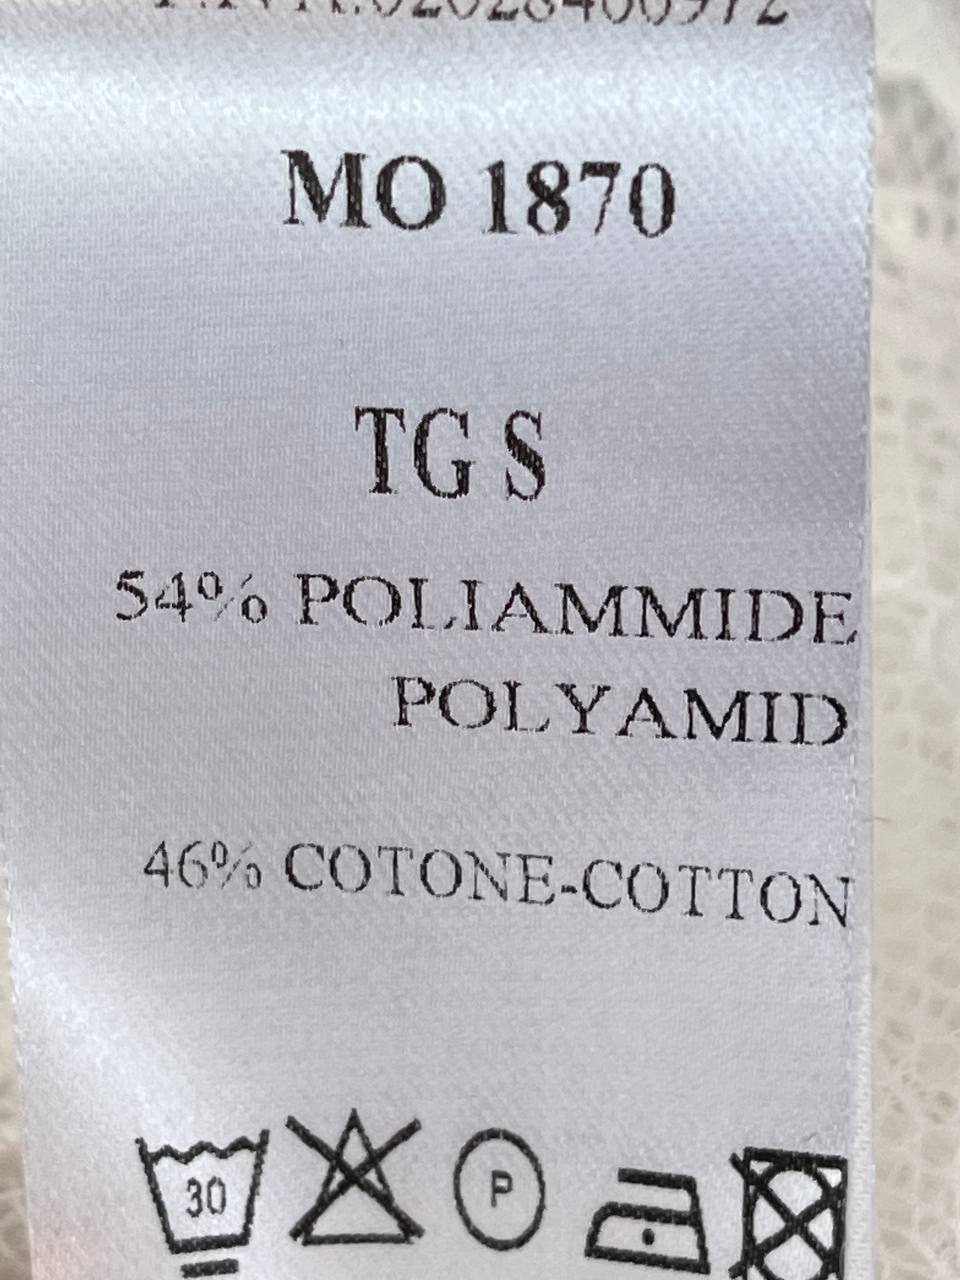 MO 1870
TG S
54% POLIAMMIDE
POLYAMID
46% COTONE-COTTON
30
P